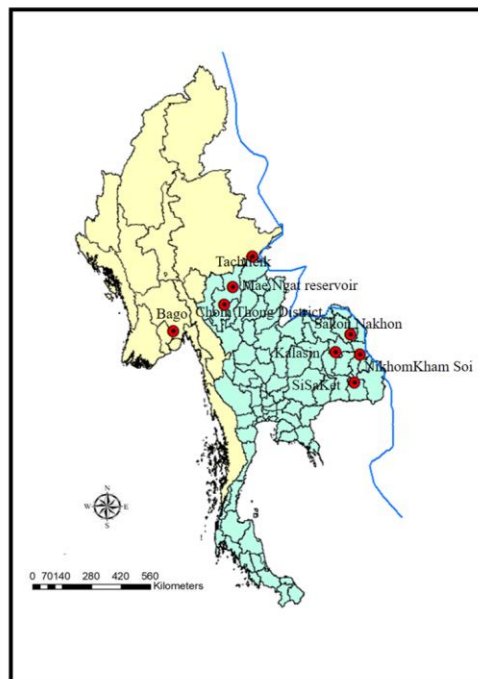 Tachileik
Mae Ngat reservoir
Chom Thong District
Bago
Sakon Nakhon
Kalasin
NikhomKham Soi
SiSaKet
N
W E
S
0 70140 280 420 560
Kilometers